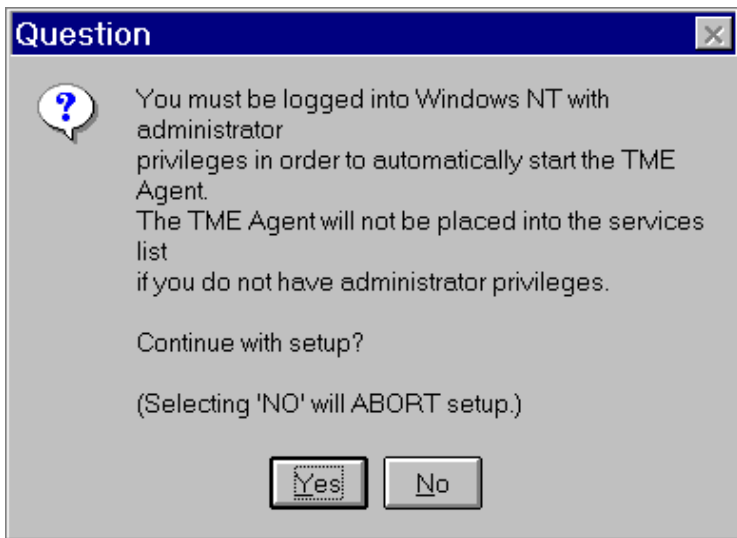 Question
You must be logged into Windows NT with
administrator
privileges in order to automatically start the TME
Agent.
The TME Agent will not be placed into the services
list
if you do not have administrator privileges.
Continue with setup?
(Selecting 'NO' will ABORT setup.)
Yes No